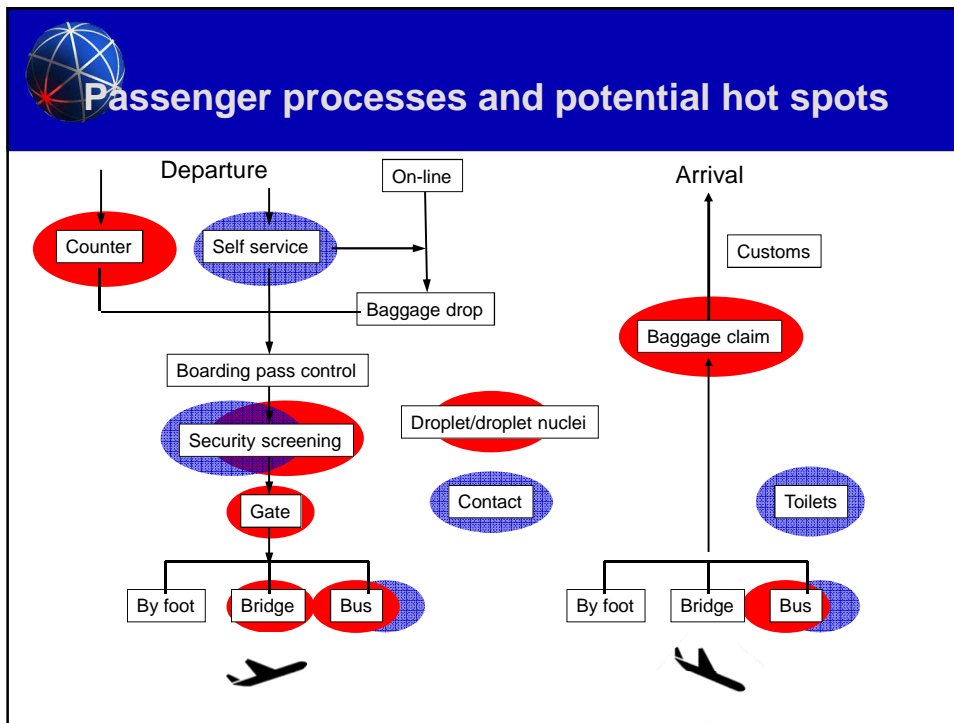 Passenger processes and potential hot spots
Departure
On-line
Arrival
Counter
Self service
Customs
Baggage drop
Baggage claim
Boarding pass control
Droplet/droplet nuclei
Security screening
Contact
Toilets
Gate
By foot
Bridge
Bus
By foot
Bridge
Bus